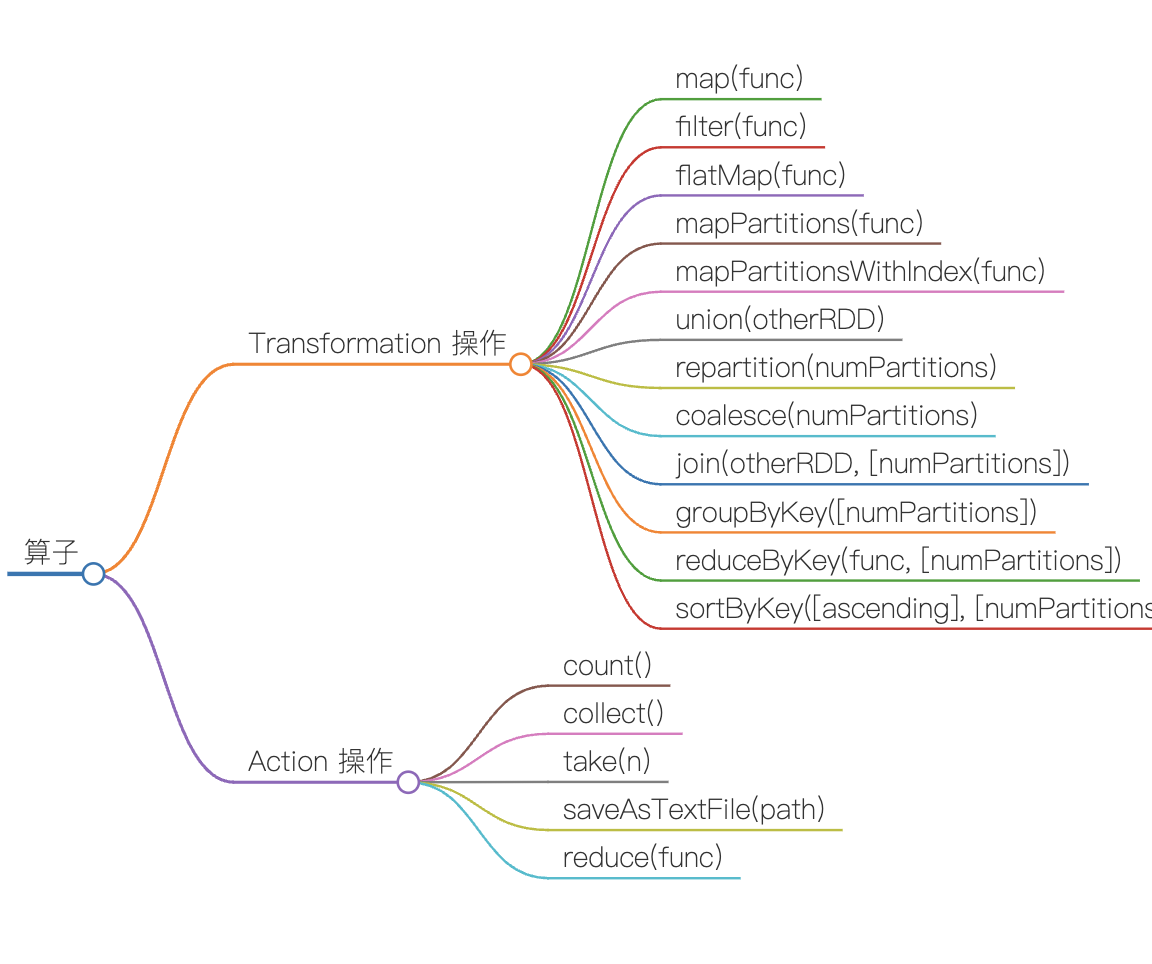 算子
Transformation 操作
map(func)
filter(func)
flatMap(func)
mapPartitions(func)
mapPartitionsWithIndex(func)
union(otherRDD)
repartition(numPartitions)
coalesce(numPartitions)
join(otherRDD, [numPartitions])
groupByKey([numPartitions])
reduceByKey(func, [numPartitions])
sortByKey([ascending], [numPartitions
Action 操作
count()
collect()
take(n)
saveAsTextFile(path)
reduce(func)